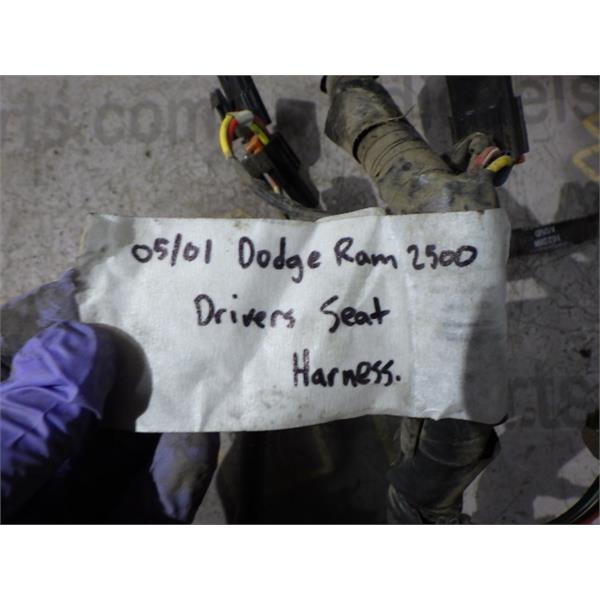 05/01 Dodge Ram 2500
Drivers Seat
Harness.